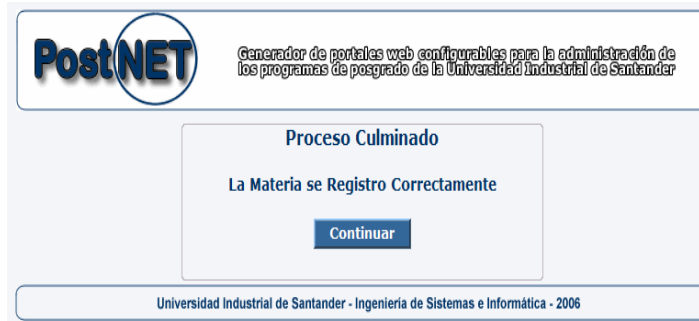 PostNET
Generador de portales web configurables para la administración de
los programas de posgrado de la Universidad Industrial de Santander
Proceso Culminado
La Materia se Registro Correctamente
Continuar
Universidad Industrial de Santander - Ingeniería de Sistemas e Informática - 2006